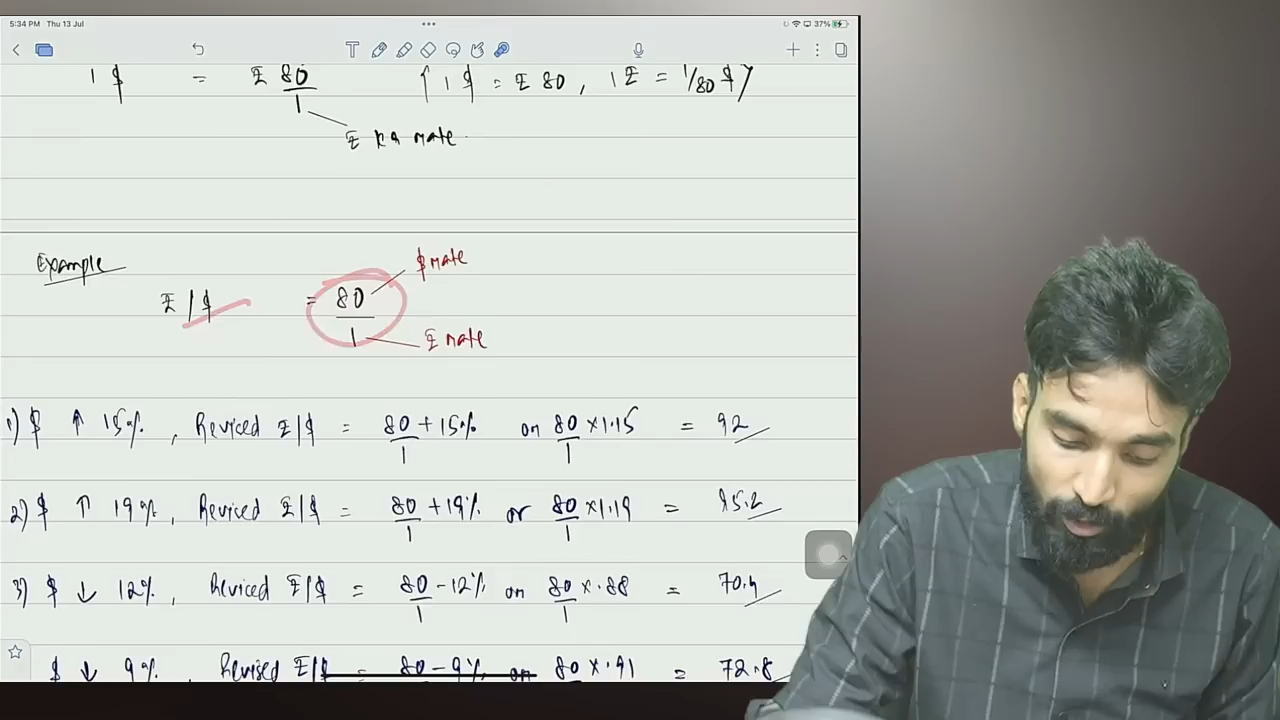 5:34 PM Thu 13 Jul
37%
1 $ = ₹ 80/1 { 1 $ = ₹ 80, 1₹ = 1/80 $ }
₹ ka rate
Example
$ rate
₹/$ = 80/1
₹ rate
1) $ ↑ 15%, Revised ₹/$ = 80/1 + 15% or 80/1 × 1.15 = 92
2) $ ↑ 19%, Revised ₹/$ = 80/1 + 19% or 80/1 × 1.19 = 95.2
3) $ ↓ 12%, Revised ₹/$ = 80/1 - 12% or 80/1 × .88 = 70.4
$ ↓ 9%, Revised ₹/$ = 80 - 9% or 80 × .91 = 72.8